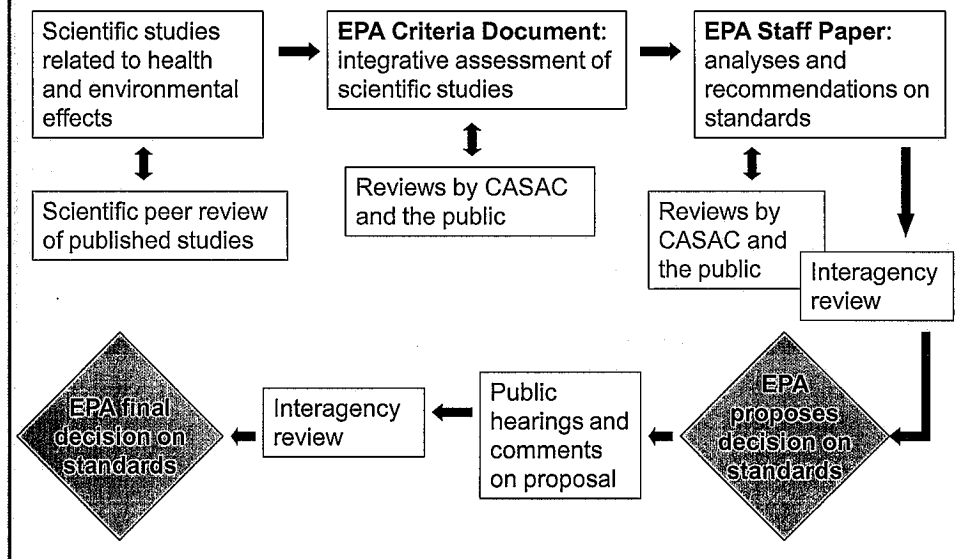 Scientific studies
related to health
and environmental
effects
EPA Criteria Document:
integrative assessment of
scientific studies
EPA Staff Paper:
analyses and
recommendations on
standards
Scientific peer review
of published studies
Reviews by CASAC
and the public
Reviews by
CASAC and
the public
Interagency
review
EPA
proposes
decision on
standards
Public
hearings and
comments
on proposal
Interagency
review
EPA final
decision on
standards